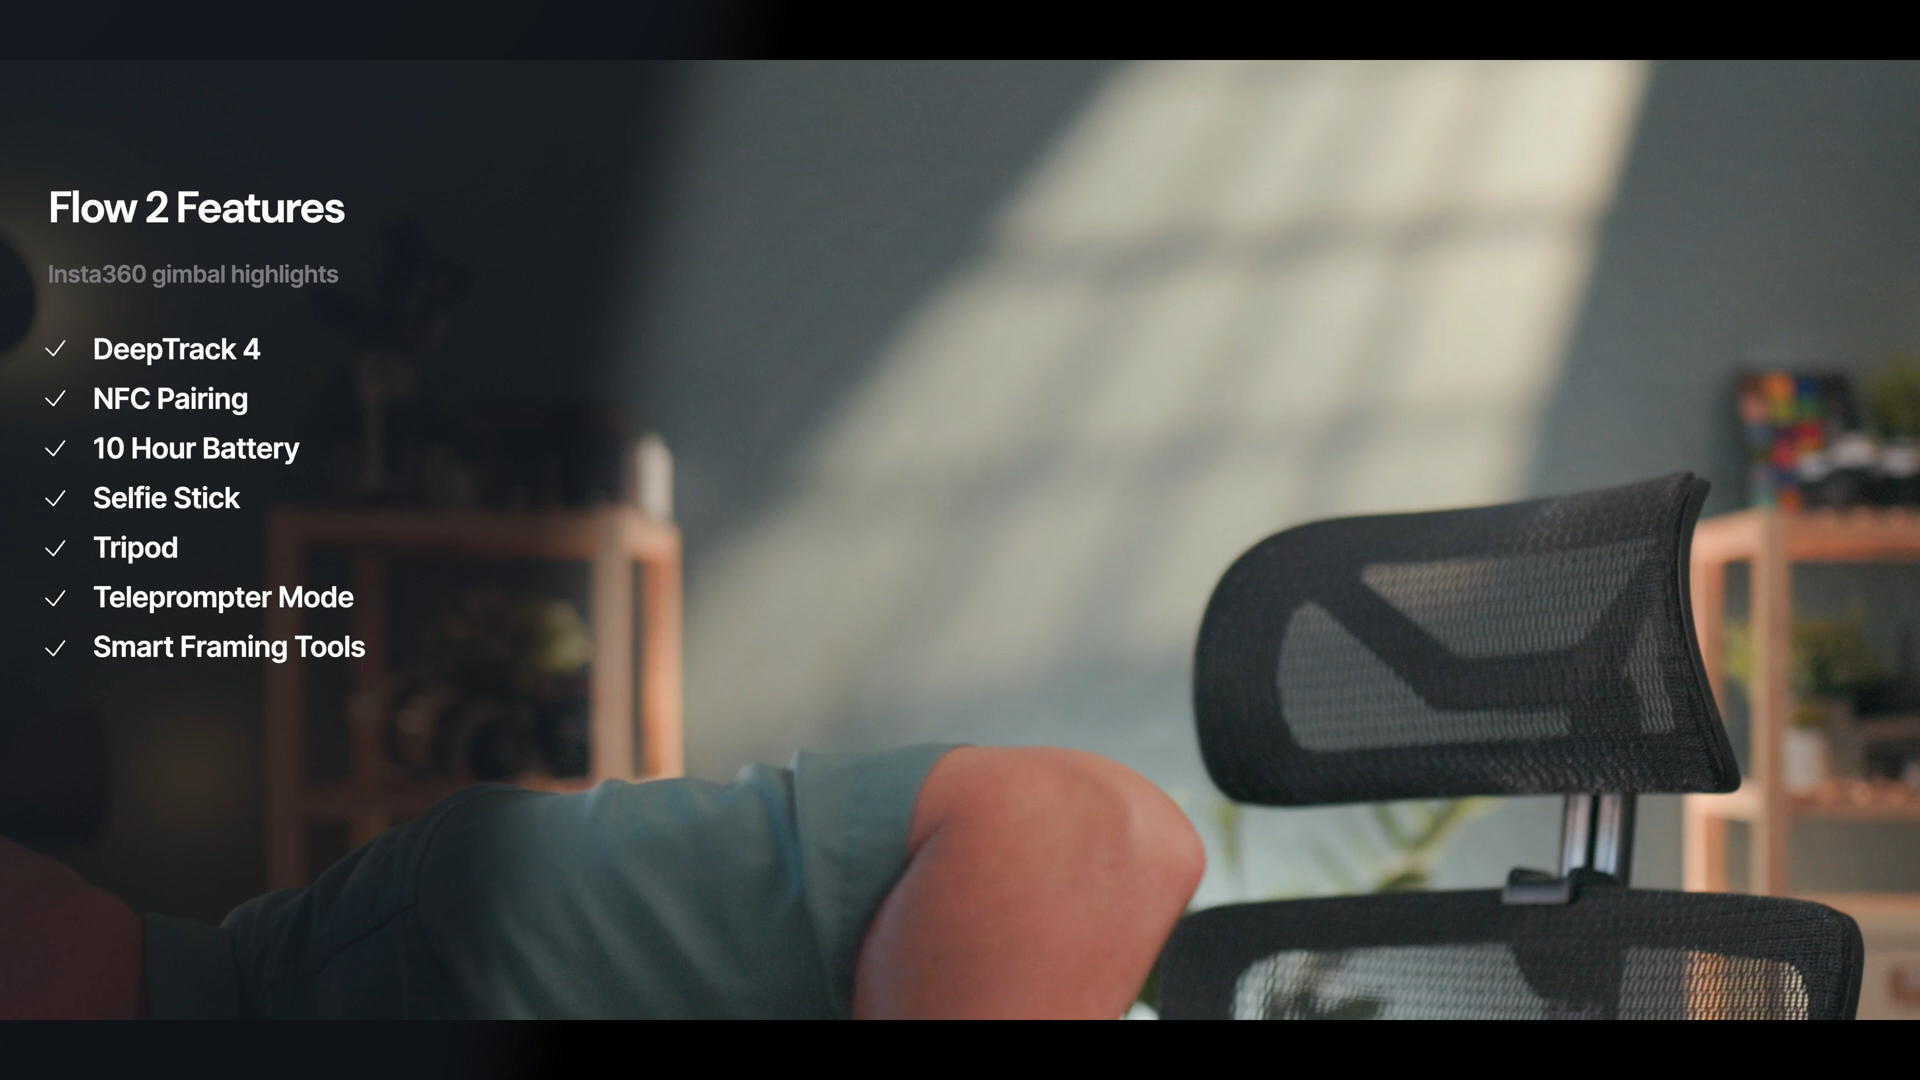 Flow 2 Features
Insta360 gimbal highlights
DeepTrack 4
NFC Pairing
10 Hour Battery
Selfie Stick
Tripod
Teleprompter Mode
Smart Framing Tools